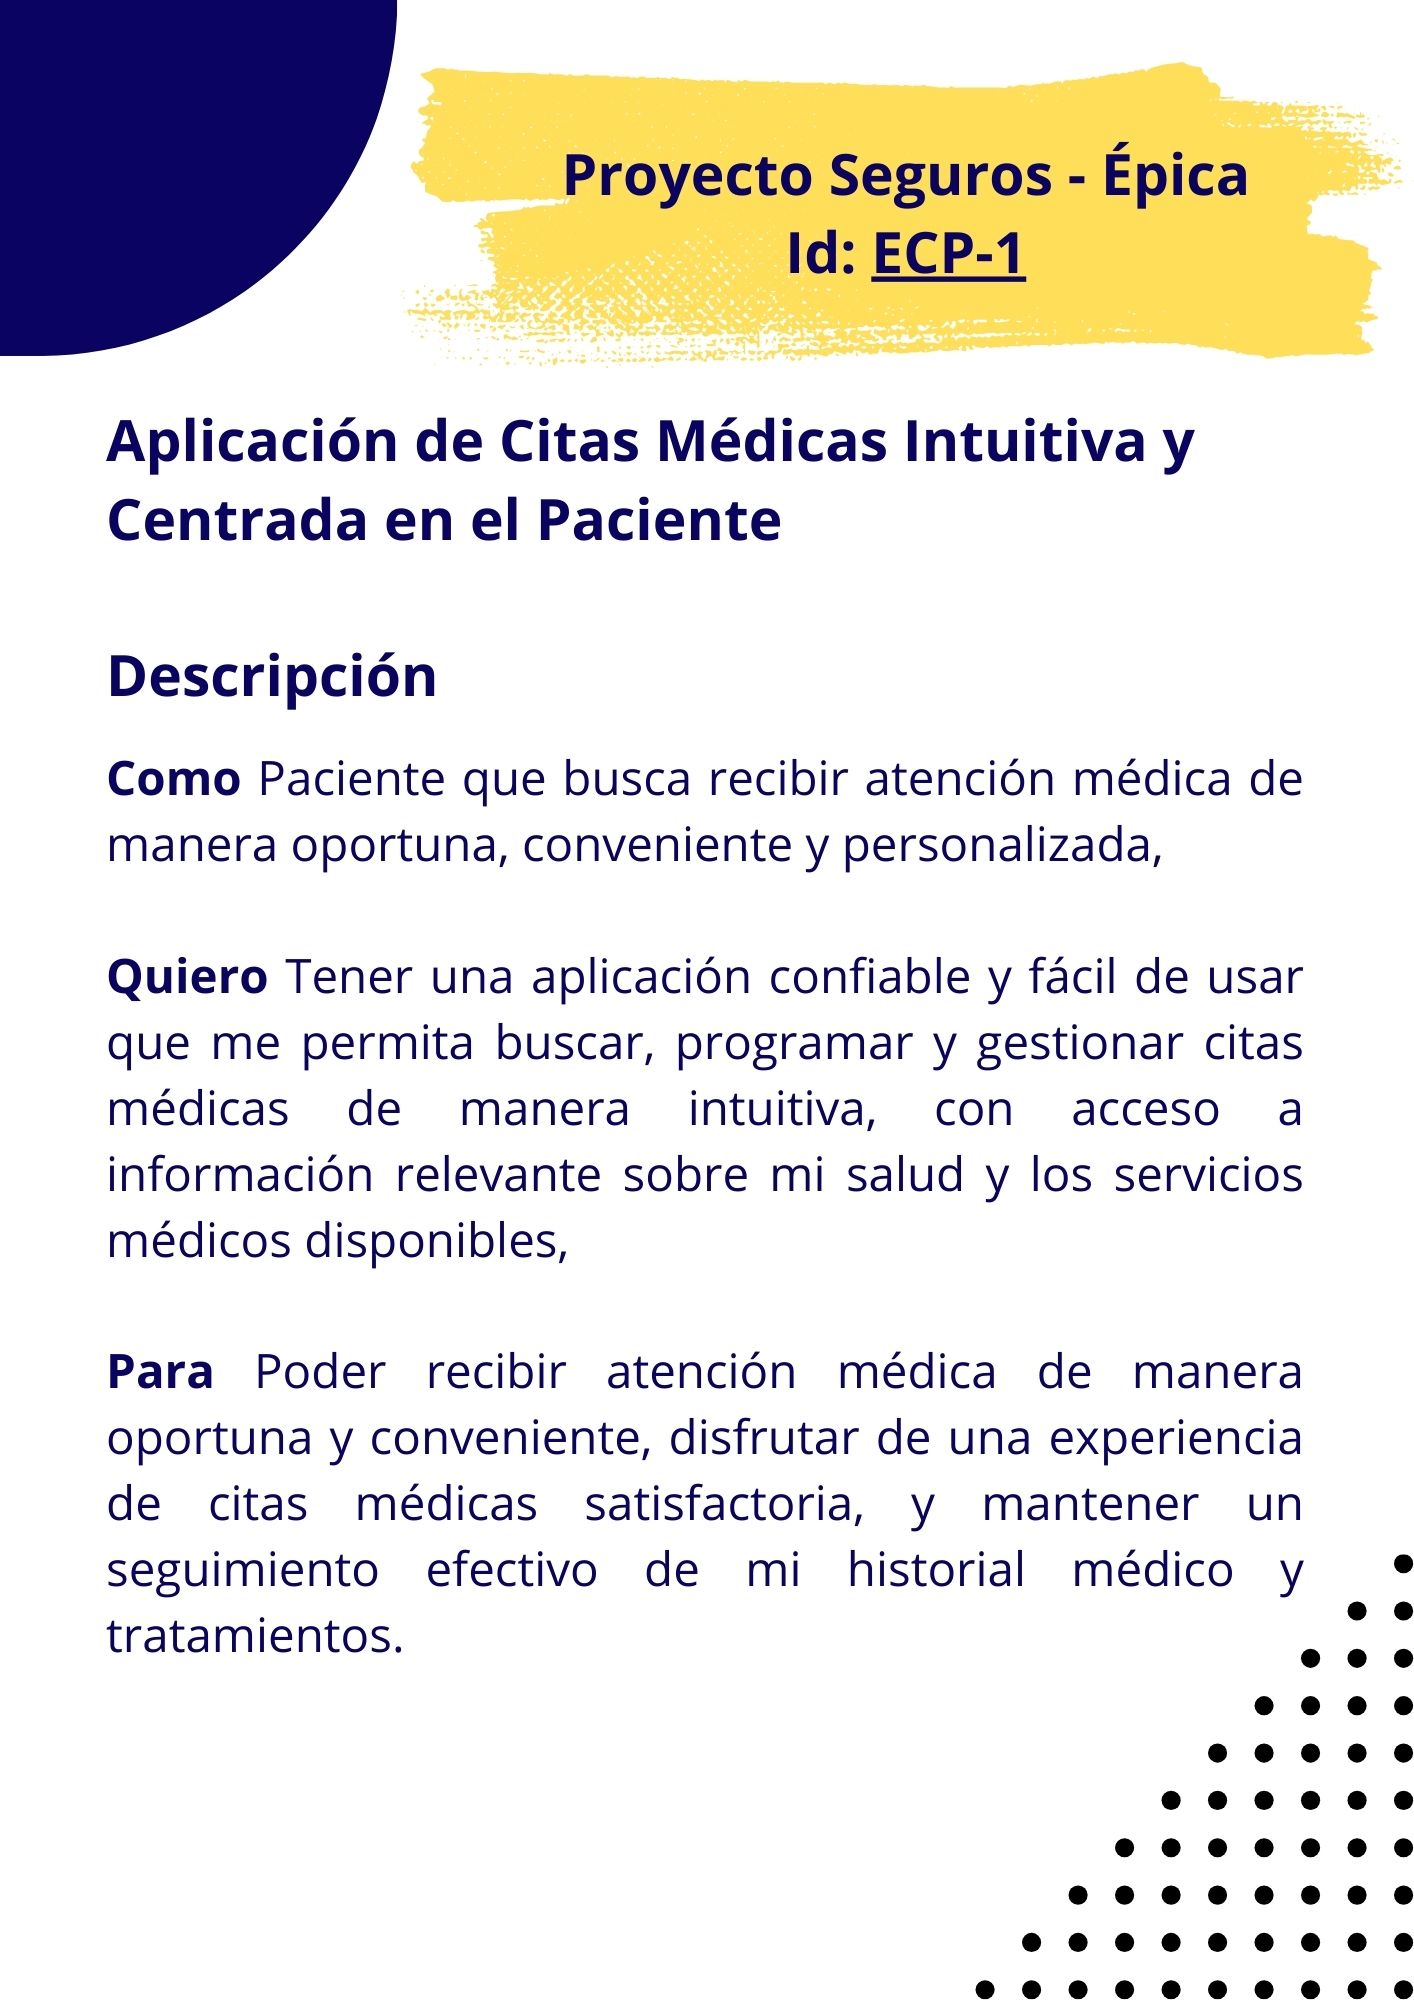 Proyecto Seguros - Épica
Id: ECP-1
Aplicación de Citas Médicas Intuitiva y
Centrada en el Paciente
Descripción
Como Paciente que busca recibir atención médica de
manera oportuna, conveniente y personalizada,
Quiero Tener una aplicación confiable y fácil de usar
que me permita buscar, programar y gestionar citas
médicas de manera intuitiva, con acceso a
información relevante sobre mi salud y los servicios
médicos disponibles,
Para Poder recibir atención médica de manera
oportuna y conveniente, disfrutar de una experiencia
de citas médicas satisfactoria, y mantener un
seguimiento efectivo de mi historial médico y
tratamientos.